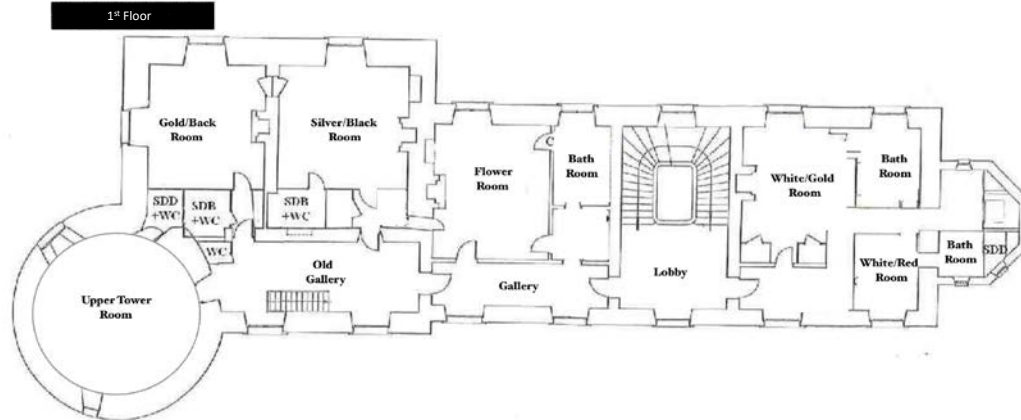 1st Floor
Gold/Back
Room
Silver/Black
Room
Flower
Room
Bath
Room
White/Gold
Room
Bath
Room
SDD
+WC
SDB
+WC
SDB
+WC
WC
Old
Gallery
Upper Tower
Room
Gallery
Lobby
White/Red
Room
Bath
Room
SDD
C